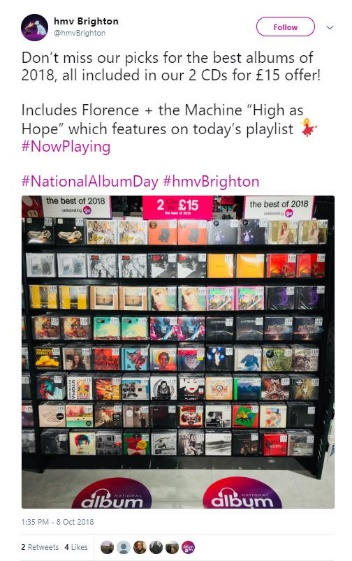 hmv Brighton
@hmvBrighton
Follow
Don't miss our picks for the best albums of
2018, all included in our 2 CDs for £15 offer!
Includes Florence + the Machine "High as
Hope" which features on today's playlist 💃
#NowPlaying
#NationalAlbumDay #hmvBrighton
the best of 2018
2 £15
the best of 2018
the best of 2018
national
album
national
album
1:35 PM - 8 Oct 2018
2 Retweets 4 Likes